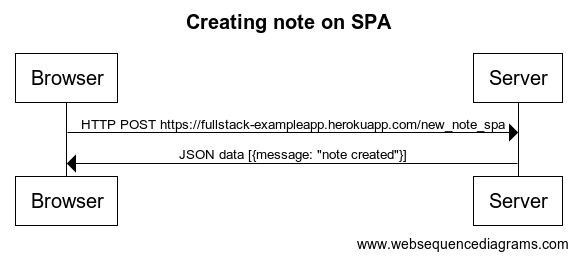 Creating note on SPA
Browser
Server
HTTP POST https://fullstack-exampleapp.herokuapp.com/new_note_spa
JSON data [{message: "note created"}]
Browser
Server
www.websequencediagrams.com